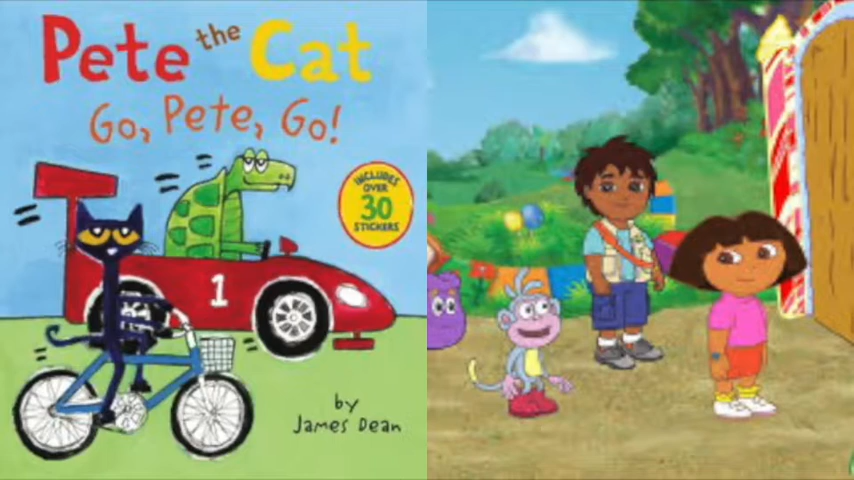 Pete the Cat
Go, Pete, Go!
INCLUDES
OVER
30
STICKERS
1
by
James Dean